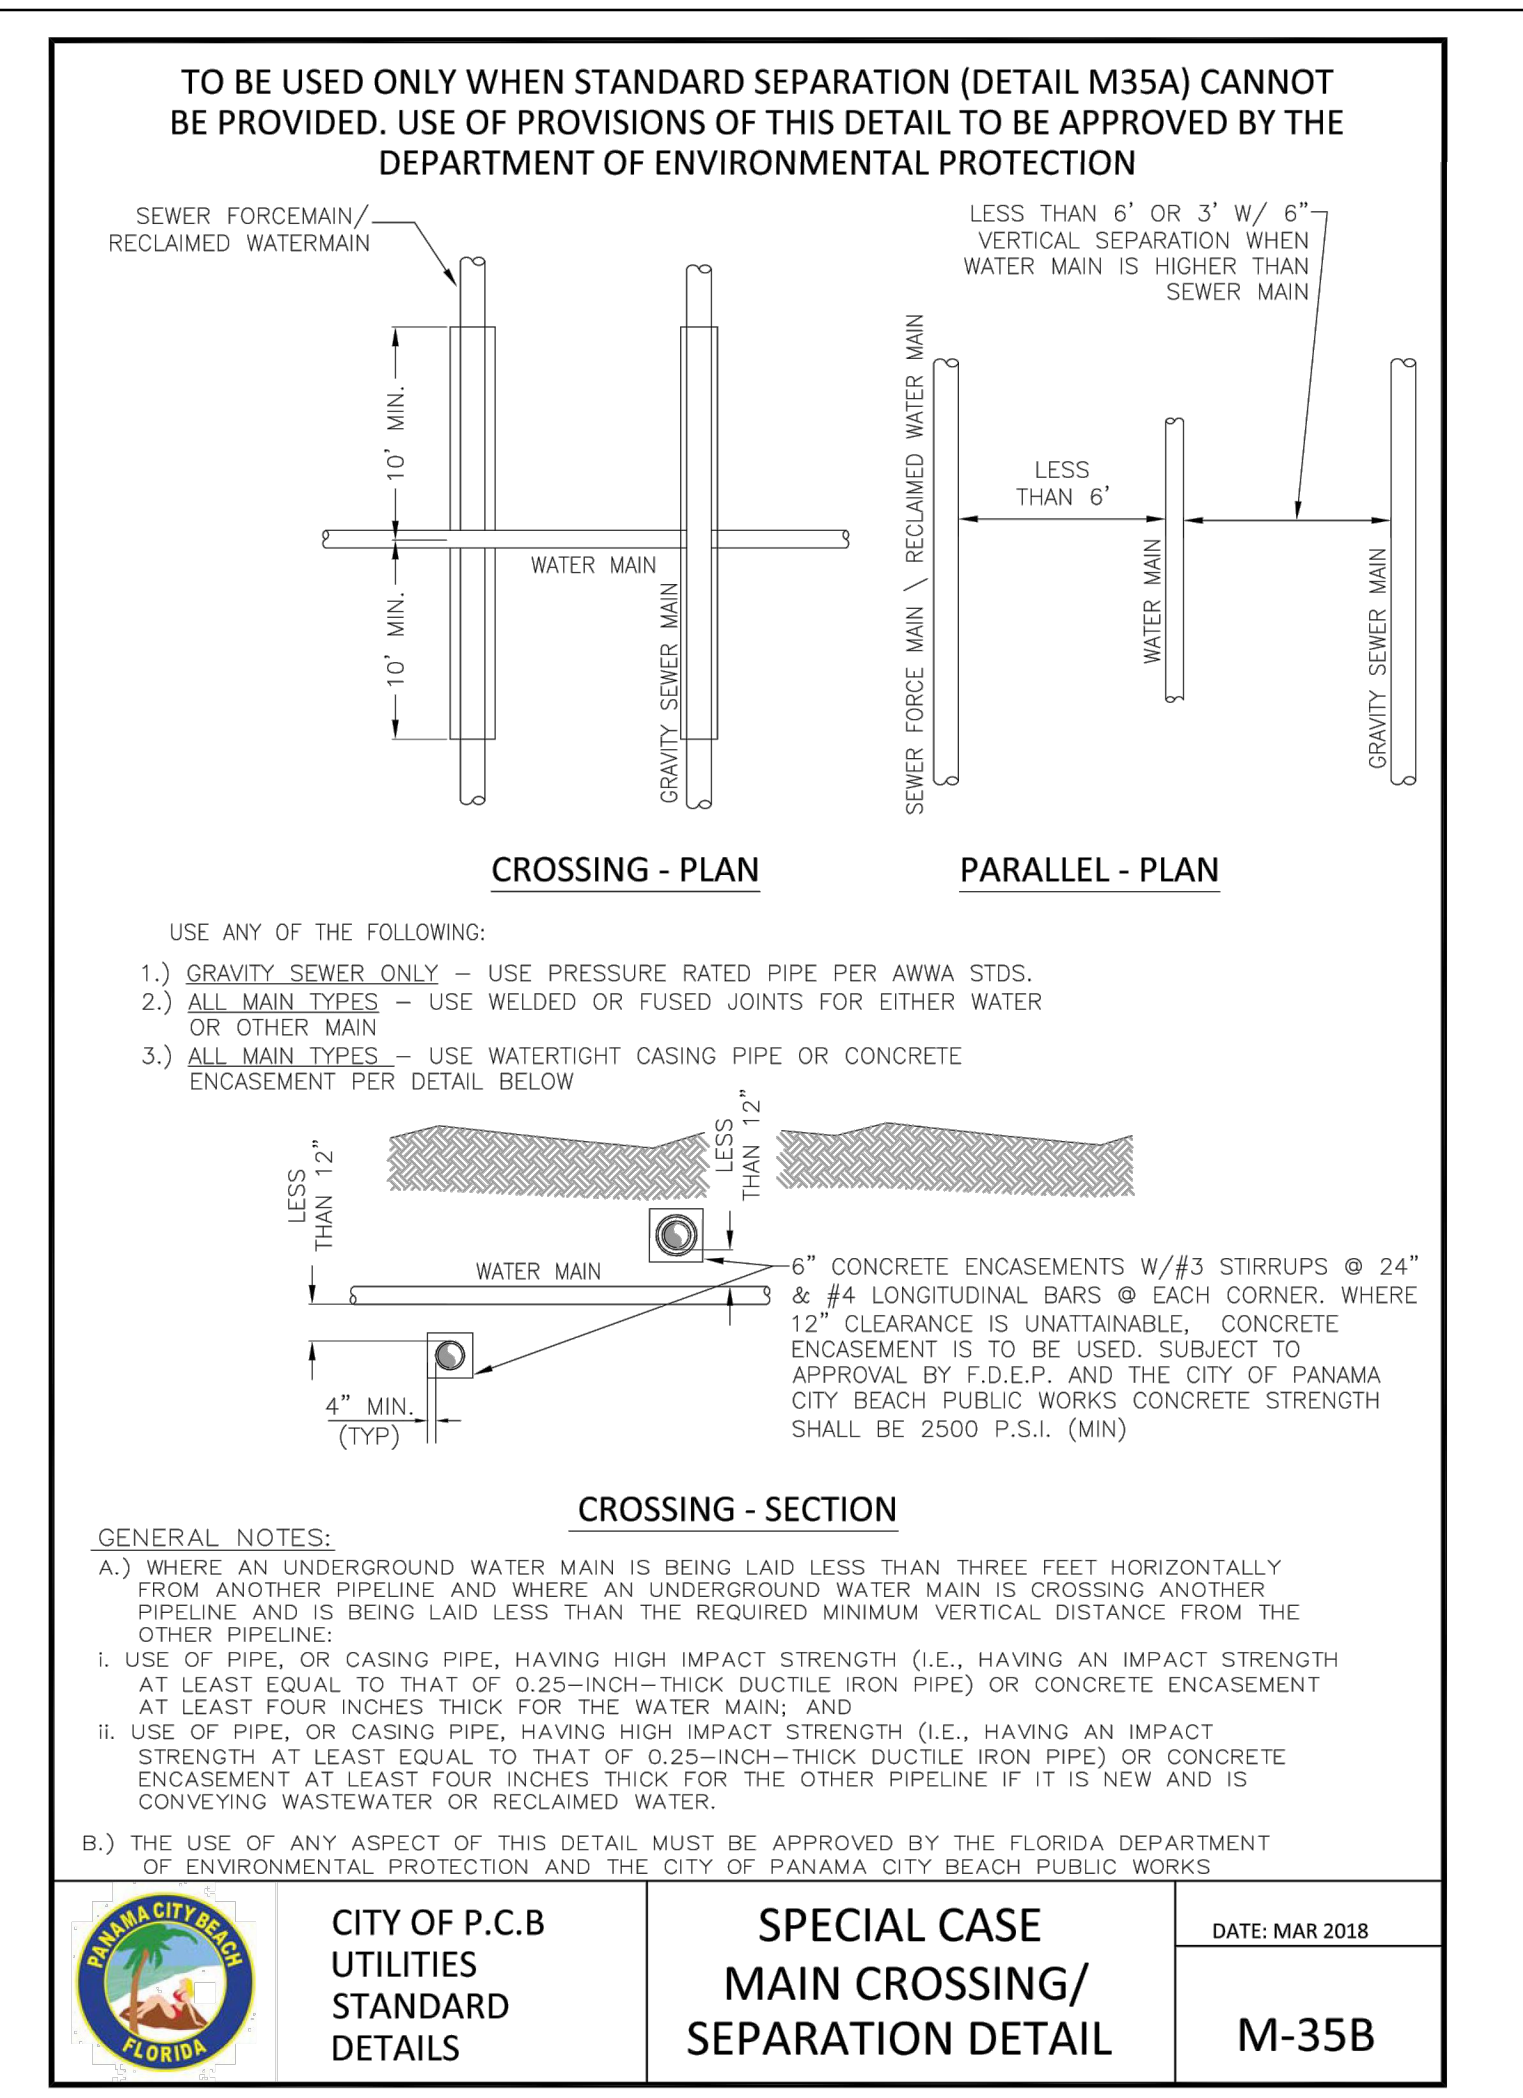 TO BE USED ONLY WHEN STANDARD SEPARATION (DETAIL M35A) CANNOT
BE PROVIDED. USE OF PROVISIONS OF THIS DETAIL TO BE APPROVED BY THE
DEPARTMENT OF ENVIRONMENTAL PROTECTION
SEWER FORCEMAIN/
RECLAIMED WATERMAIN
10' MIN.
10' MIN.
WATER MAIN
GRAVITY SEWER MAIN
LESS THAN 6' OR 3' W/ 6"
VERTICAL SEPARATION WHEN
WATER MAIN IS HIGHER THAN
SEWER MAIN
SEWER FORCE MAIN \ RECLAIMED WATER MAIN
LESS
THAN 6'
WATER MAIN
GRAVITY SEWER MAIN
CROSSING - PLAN
PARALLEL - PLAN
USE ANY OF THE FOLLOWING:
1.) GRAVITY SEWER ONLY – USE PRESSURE RATED PIPE PER AWWA STDS.
2.) ALL MAIN TYPES – USE WELDED OR FUSED JOINTS FOR EITHER WATER
OR OTHER MAIN
3.) ALL MAIN TYPES – USE WATERTIGHT CASING PIPE OR CONCRETE
ENCASEMENT PER DETAIL BELOW
LESS
THAN 12"
LESS
THAN 12"
WATER MAIN
4" MIN.
(TYP)
6" CONCRETE ENCASEMENTS W/#3 STIRRUPS @ 24"
& #4 LONGITUDINAL BARS @ EACH CORNER. WHERE
12" CLEARANCE IS UNATTAINABLE, CONCRETE
ENCASEMENT IS TO BE USED. SUBJECT TO
APPROVAL BY F.D.E.P. AND THE CITY OF PANAMA
CITY BEACH PUBLIC WORKS CONCRETE STRENGTH
SHALL BE 2500 P.S.I. (MIN)
CROSSING - SECTION
GENERAL NOTES:
A.) WHERE AN UNDERGROUND WATER MAIN IS BEING LAID LESS THAN THREE FEET HORIZONTALLY
FROM ANOTHER PIPELINE AND WHERE AN UNDERGROUND WATER MAIN IS CROSSING ANOTHER
PIPELINE AND IS BEING LAID LESS THAN THE REQUIRED MINIMUM VERTICAL DISTANCE FROM THE
OTHER PIPELINE:
i. USE OF PIPE, OR CASING PIPE, HAVING HIGH IMPACT STRENGTH (I.E., HAVING AN IMPACT STRENGTH
AT LEAST EQUAL TO THAT OF 0.25–INCH–THICK DUCTILE IRON PIPE) OR CONCRETE ENCASEMENT
AT LEAST FOUR INCHES THICK FOR THE WATER MAIN; AND
ii. USE OF PIPE, OR CASING PIPE, HAVING HIGH IMPACT STRENGTH (I.E., HAVING AN IMPACT
STRENGTH AT LEAST EQUAL TO THAT OF 0.25–INCH–THICK DUCTILE IRON PIPE) OR CONCRETE
ENCASEMENT AT LEAST FOUR INCHES THICK FOR THE OTHER PIPELINE IF IT IS NEW AND IS
CONVEYING WASTEWATER OR RECLAIMED WATER.
B.) THE USE OF ANY ASPECT OF THIS DETAIL MUST BE APPROVED BY THE FLORIDA DEPARTMENT
OF ENVIRONMENTAL PROTECTION AND THE CITY OF PANAMA CITY BEACH PUBLIC WORKS
PANAMA CITY BEACH
FLORIDA
CITY OF P.C.B
UTILITIES
STANDARD
DETAILS
SPECIAL CASE
MAIN CROSSING/
SEPARATION DETAIL
DATE: MAR 2018
M-35B